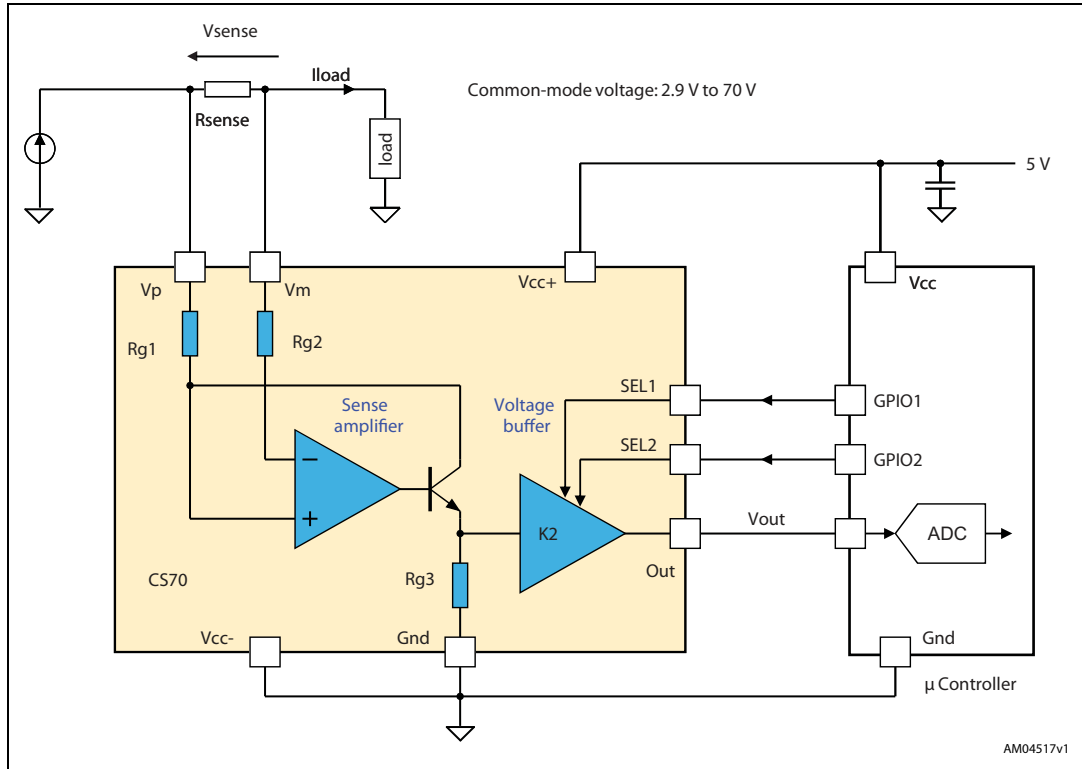 Vsense
Iload
Common-mode voltage: 2.9 V to 70 V
Rsense
load
5 V
Vp
Vm
Vcc+
Vcc
Rg1
Rg2
SEL1
GPIO1
Sense
amplifier
Voltage
buffer
SEL2
GPIO2
−
+
K2
Vout
ADC
Out
CS70
Rg3
Vcc-
Gnd
Gnd
µ Controller
AM04517v1